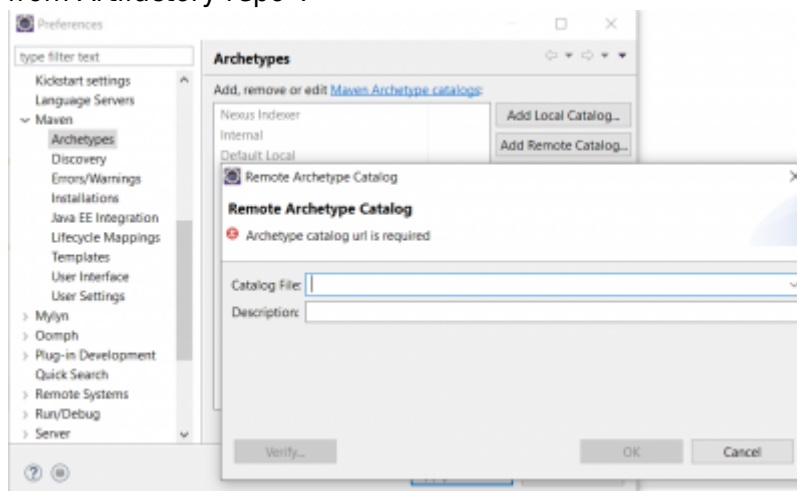 from Artifactory repo
Preferences
type filter text
Archetypes
Kickstart settings
Language Servers
Maven
Archetypes
Discovery
Errors/Warnings
Installations
Java EE Integration
Lifecycle Mappings
Templates
User Interface
User Settings
Mylyn
Oomph
Plug-in Development
Quick Search
Remote Systems
Run/Debug
Server
Add, remove or edit Maven Archetype catalogs:
Nexus Indexer
Internal
Default Local
Add Local Catalog...
Add Remote Catalog...
Remote Archetype Catalog
Remote Archetype Catalog
Archetype catalog url is required
Catalog File:
Description:
Verify...
OK
Cancel